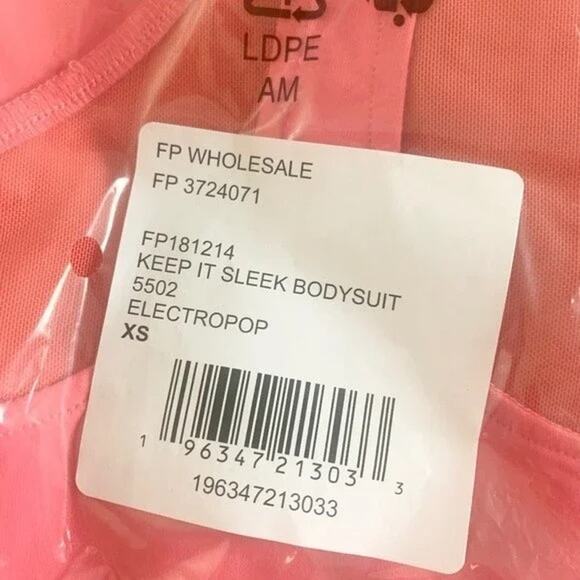 LDPE
AM
FP WHOLESALE
FP 3724071
FP181214
KEEP IT SLEEK BODYSUIT
5502
ELECTROPOP
XS
1 96347 21303 3
196347213033